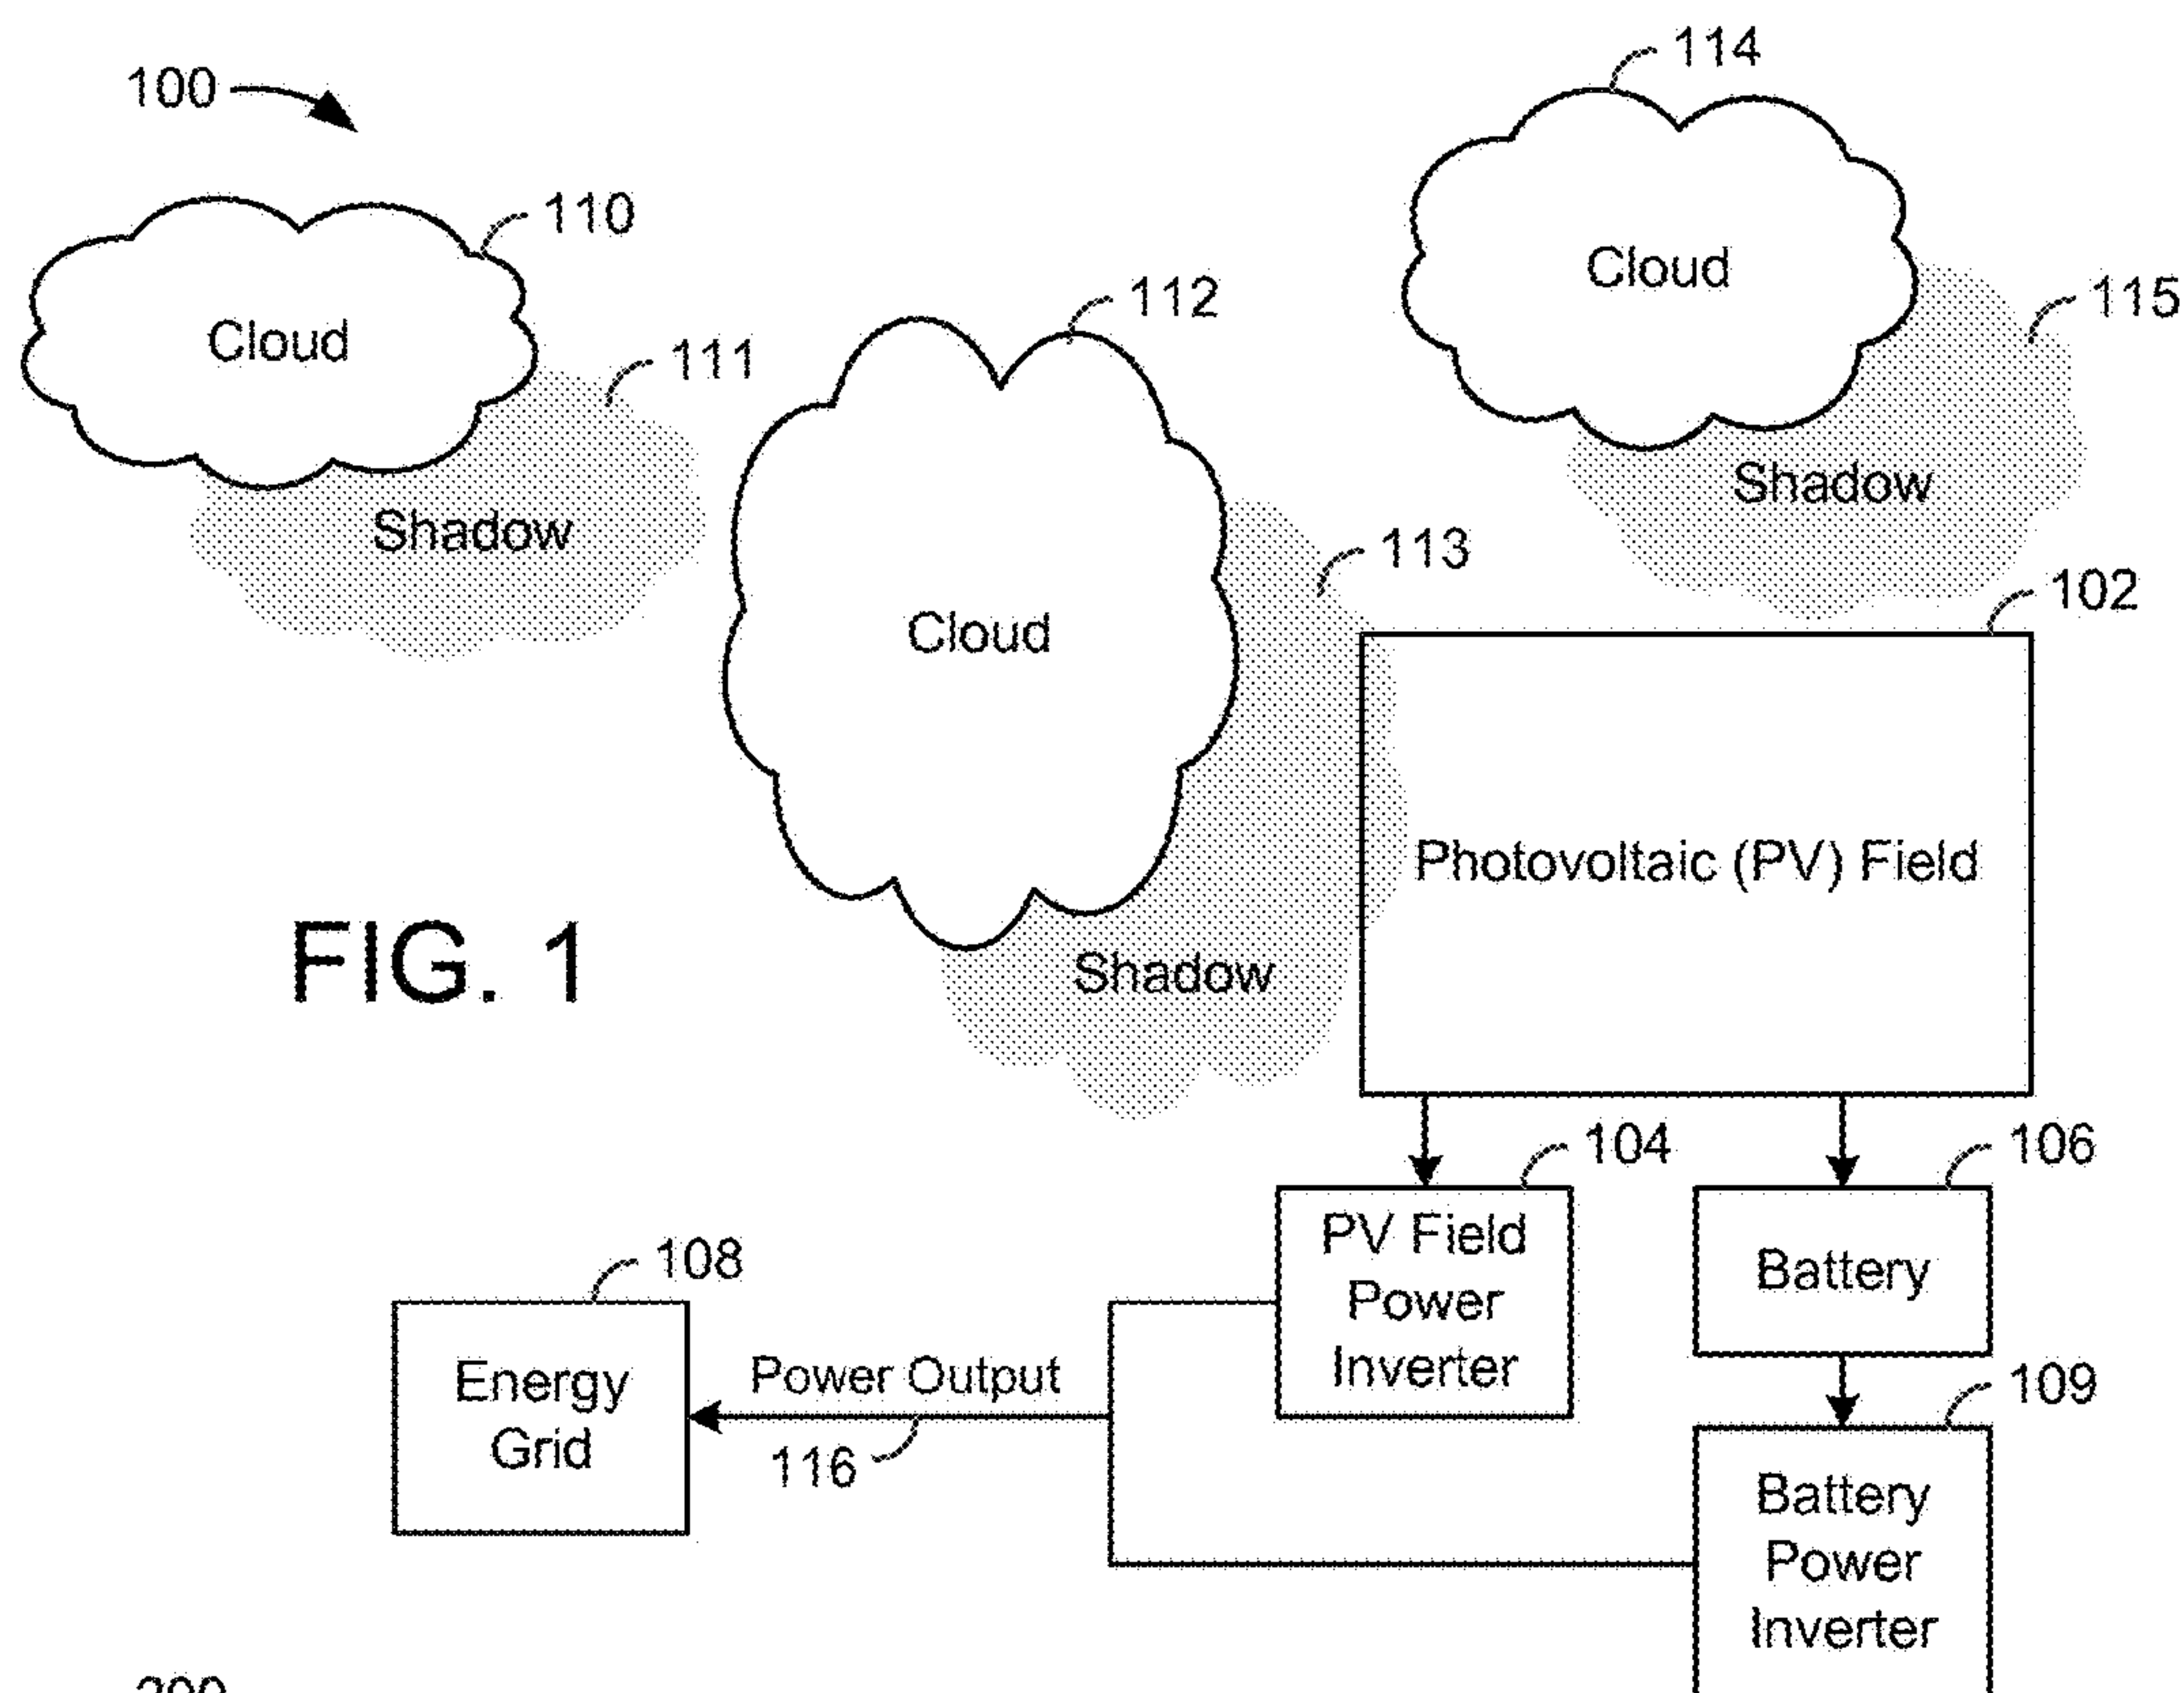 100
114
110
Cloud
115
112
Cloud
111
Shadow
Shadow
113
102
Cloud
Photovoltaic (PV) Field
FIG. 1
Shadow
104
106
108
PV Field
Power
Inverter
Battery
Energy
Grid
Power Output
116
109
Battery
Power
Inverter